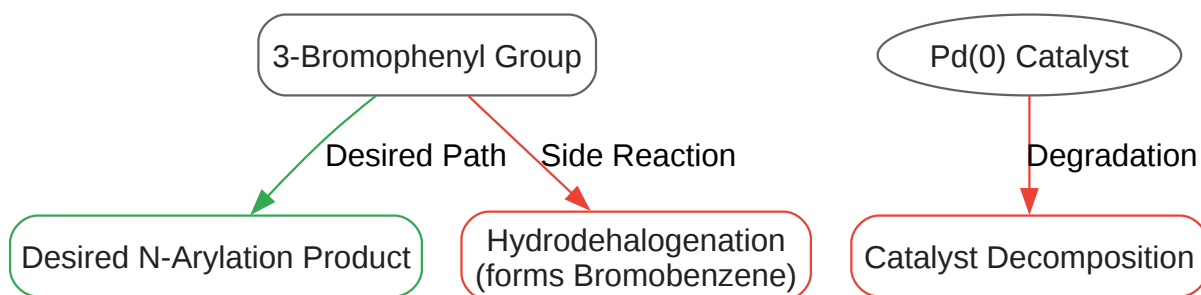 3-Bromophenyl Group
Pd(0) Catalyst
Desired Path
Side Reaction
Degradation
Desired N-Arylation Product
Hydrodehalogenation
(forms Bromobenzene)
Catalyst Decomposition